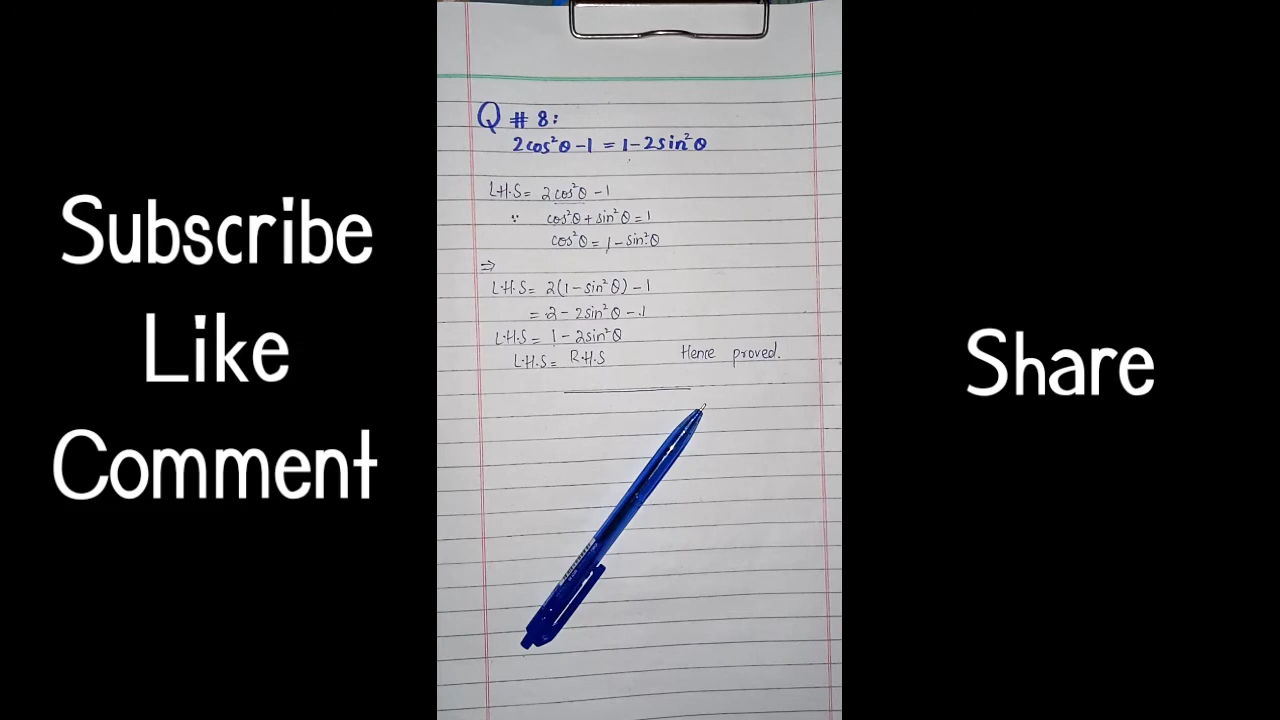 Subscribe
Like
Comment
Q # 8:
2cos²θ-1 = 1-2sin²θ
L.H.S= 2cos²θ -1
∵ cos²θ + sin²θ = 1
cos²θ = 1 - sin²θ
⇒
L.H.S= 2(1-sin²θ) -1
= 2 - 2sin²θ - 1
L.H.S= 1 - 2sin²θ
L.H.S= R.H.S Hence proved.
Share